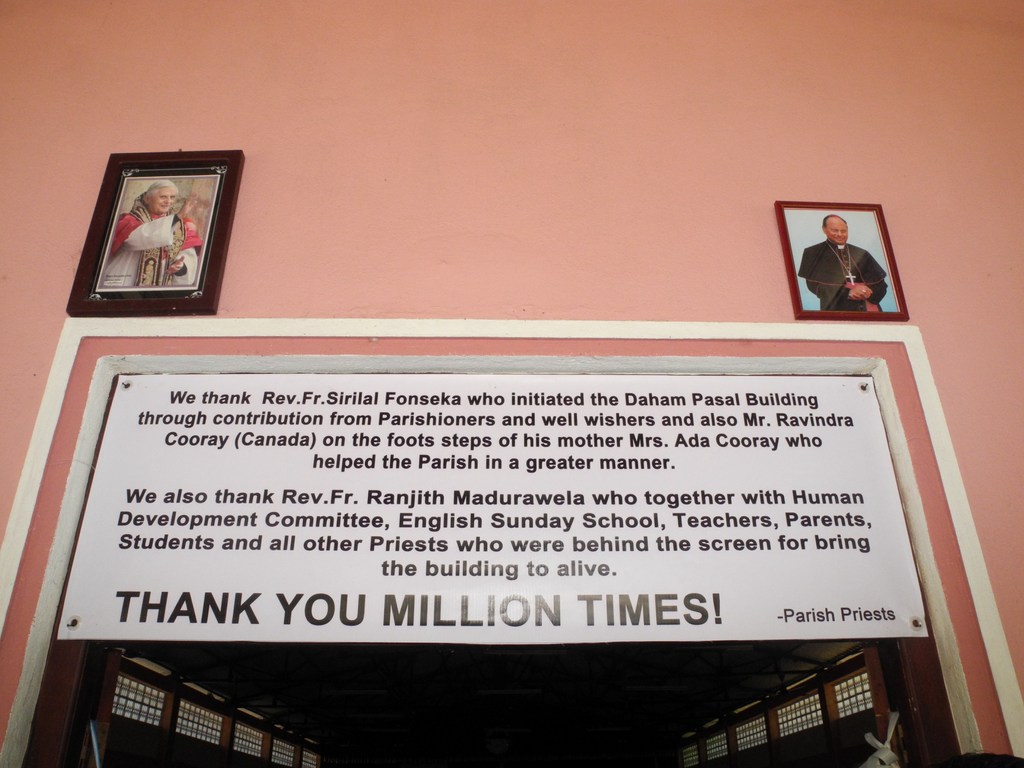 We thank Rev.Fr.Sirilal Fonseka who initiated the Daham Pasal Building
through contribution from Parishioners and well wishers and also Mr. Ravindra
Cooray (Canada) on the foots steps of his mother Mrs. Ada Cooray who
helped the Parish in a greater manner.
We also thank Rev.Fr. Ranjith Madurawela who together with Human
Development Committee, English Sunday School, Teachers, Parents,
Students and all other Priests who were behind the screen for bring
the building to alive.
THANK YOU MILLION TIMES!
-Parish Priests